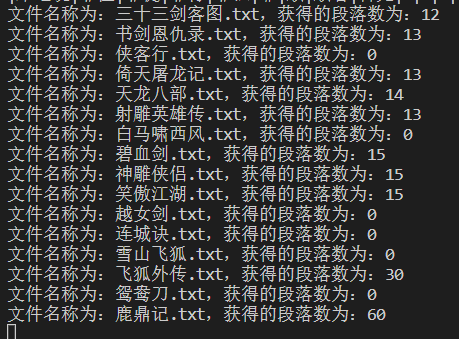 文件名称为：三十三剑客图.txt，获得的段落数为：12
文件名称为：书剑恩仇录.txt，获得的段落数为：13
文件名称为：侠客行.txt，获得的段落数为：0
文件名称为：倚天屠龙记.txt，获得的段落数为：13
文件名称为：天龙八部.txt，获得的段落数为：14
文件名称为：射雕英雄传.txt，获得的段落数为：13
文件名称为：白马啸西风.txt，获得的段落数为：0
文件名称为：碧血剑.txt，获得的段落数为：15
文件名称为：神雕侠侣.txt，获得的段落数为：15
文件名称为：笑傲江湖.txt，获得的段落数为：15
文件名称为：越女剑.txt，获得的段落数为：0
文件名称为：连城诀.txt，获得的段落数为：0
文件名称为：雪山飞狐.txt，获得的段落数为：0
文件名称为：飞狐外传.txt，获得的段落数为：30
文件名称为：鸳鸯刀.txt，获得的段落数为：0
文件名称为：鹿鼎记.txt，获得的段落数为：60